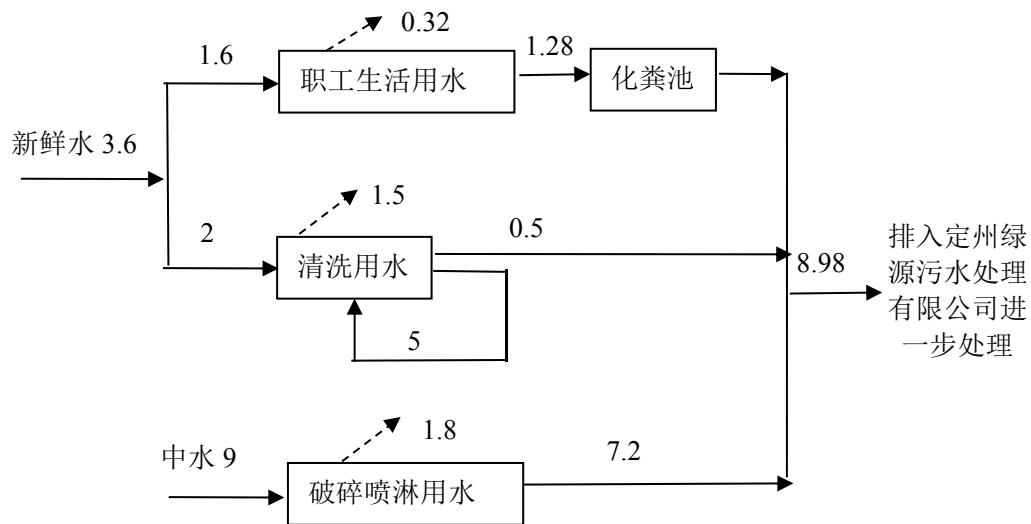 0.32
1.6
职工生活用水
1.28
化粪池
新鲜水 3.6
1.5
2
清洗用水
0.5
5
8.98
排入定州绿
源污水处理
有限公司进
一步处理
1.8
中水 9
破碎喷淋用水
7.2